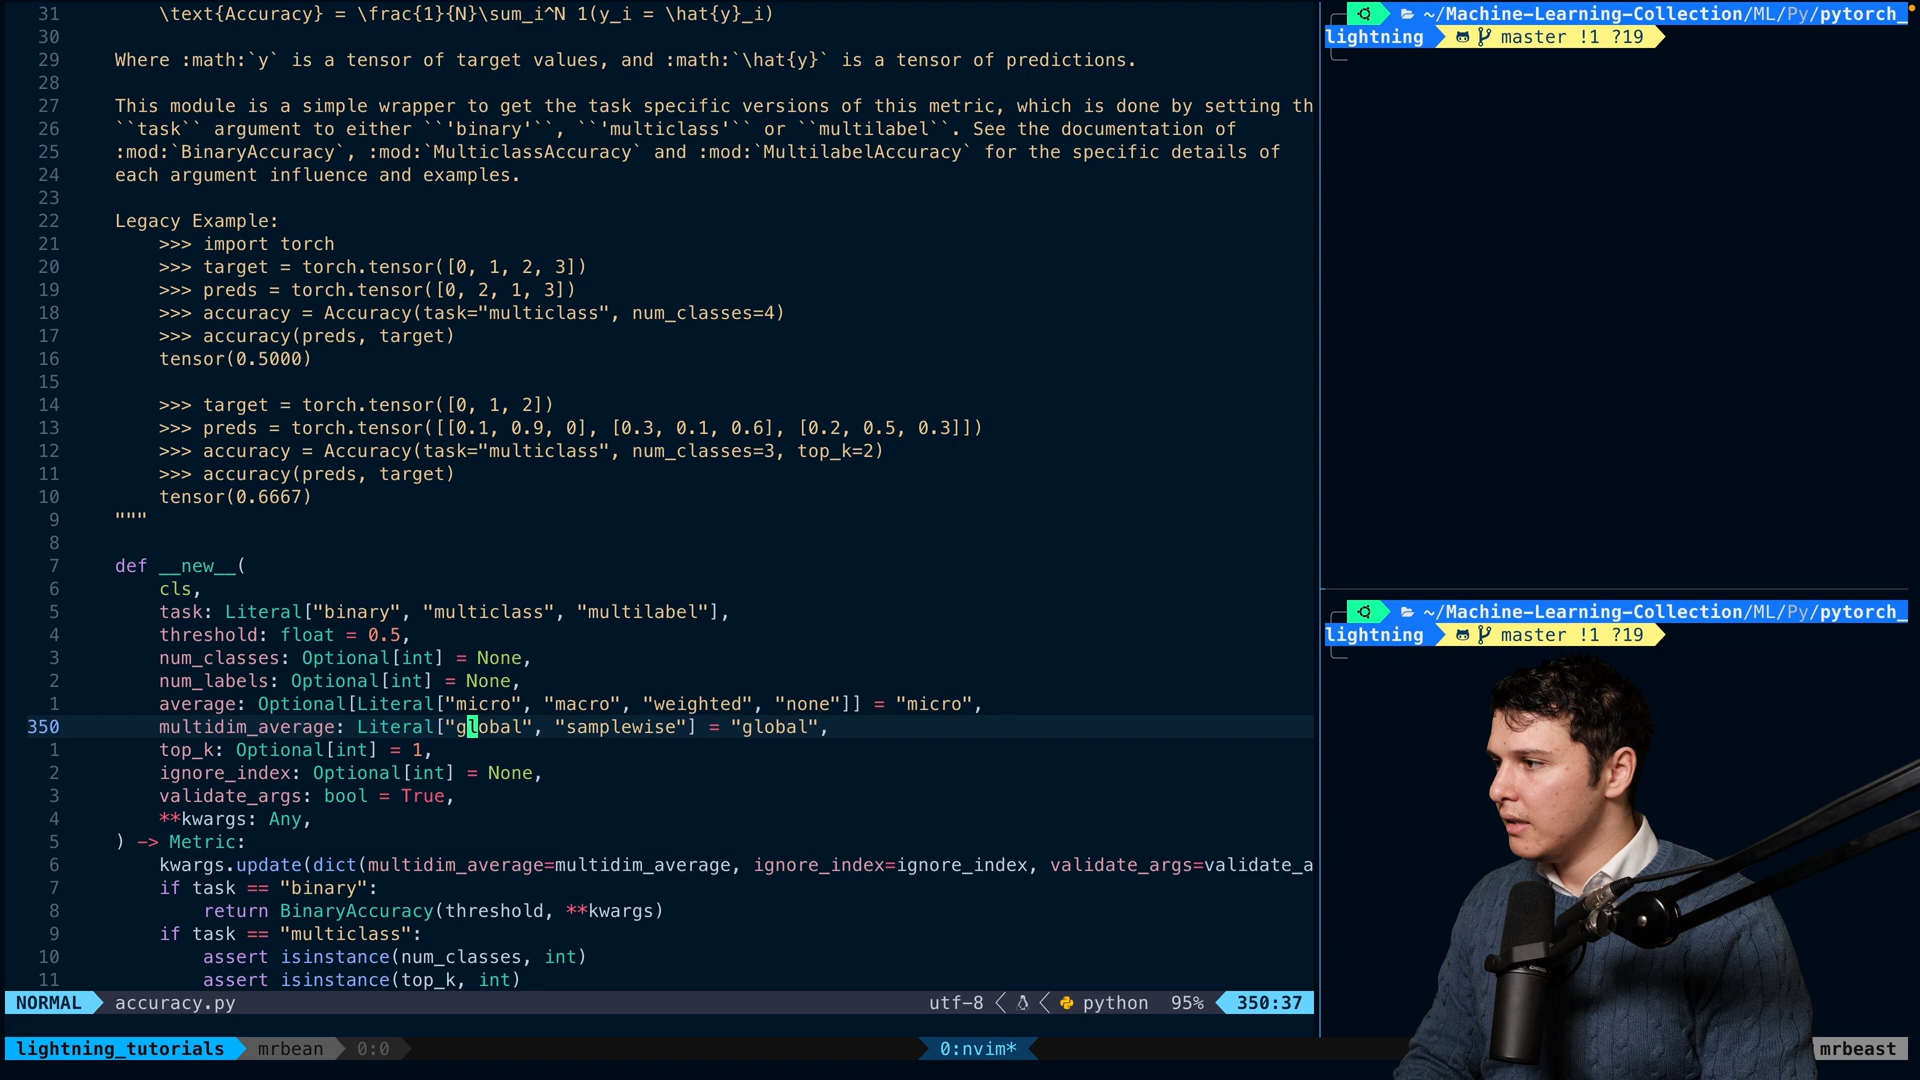 31 \text{Accuracy} = \frac{1}{N}\sum_i^N 1(y_i = \hat{y}_i)
30
29 Where :math:`y` is a tensor of target values, and :math:`\hat{y}` is a tensor of predictions.
28
27 This module is a simple wrapper to get the task specific versions of this metric, which is done by setting th
26 ``task`` argument to either ``'binary'``, ``'multiclass'`` or ``multilabel``. See the documentation of
25 :mod:`BinaryAccuracy`, :mod:`MulticlassAccuracy` and :mod:`MultilabelAccuracy` for the specific details of
24 each argument influence and examples.
23
22 Legacy Example:
21 >>> import torch
20 >>> target = torch.tensor([0, 1, 2, 3])
19 >>> preds = torch.tensor([0, 2, 1, 3])
18 >>> accuracy = Accuracy(task="multiclass", num_classes=4)
17 >>> accuracy(preds, target)
16 tensor(0.5000)
15
14 >>> target = torch.tensor([0, 1, 2])
13 >>> preds = torch.tensor([[0.1, 0.9, 0], [0.3, 0.1, 0.6], [0.2, 0.5, 0.3]])
12 >>> accuracy = Accuracy(task="multiclass", num_classes=3, top_k=2)
11 >>> accuracy(preds, target)
10 tensor(0.6667)
9 """
8
7 def __new__(
6 cls,
5 task: Literal["binary", "multiclass", "multilabel"],
4 threshold: float = 0.5,
3 num_classes: Optional[int] = None,
2 num_labels: Optional[int] = None,
1 average: Optional[Literal["micro", "macro", "weighted", "none"]] = "micro",
350 multidim_average: Literal["global", "samplewise"] = "global",
1 top_k: Optional[int] = 1,
2 ignore_index: Optional[int] = None,
3 validate_args: bool = True,
4 **kwargs: Any,
5 ) -> Metric:
6 kwargs.update(dict(multidim_average=multidim_average, ignore_index=ignore_index, validate_args=validate_a
7 if task == "binary":
8 return BinaryAccuracy(threshold, **kwargs)
9 if task == "multiclass":
10 assert isinstance(num_classes, int)
11 assert isinstance(top_k, int)
NORMAL accuracy.py utf-8 python 95% 350:37
~/Machine-Learning-Collection/ML/Py/pytorch_
lightning master !1 ?19
~/Machine-Learning-Collection/ML/Py/pytorch_
lightning master !1 ?19
lightning_tutorials mrbean 0:0 0:nvim* mrbeast